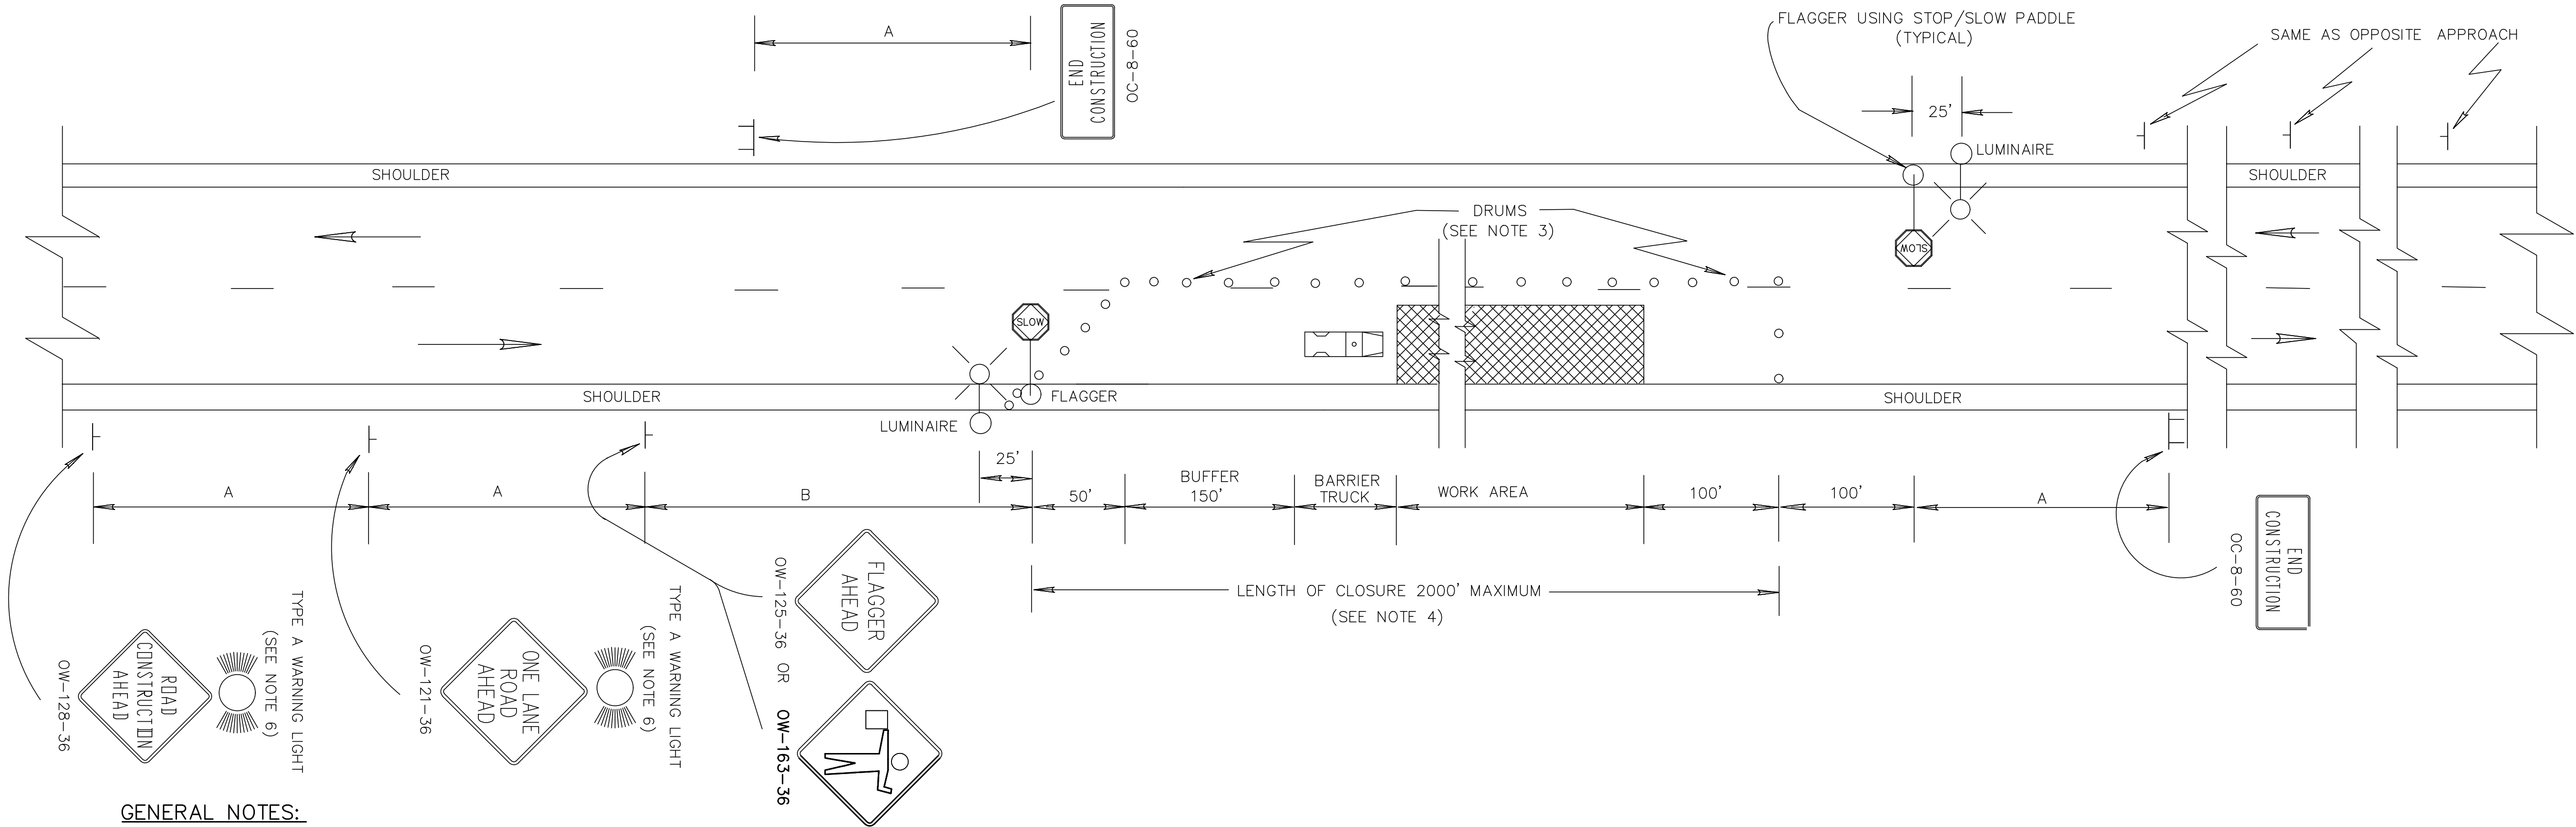 A
END
CONSTRUCTION
OC-8-60
FLAGGER USING STOP/SLOW PADDLE
(TYPICAL)
SAME AS OPPOSITE APPROACH
25'
LUMINAIRE
SHOULDER
SHOULDER
DRUMS
(SEE NOTE 3)
SLOW
SLOW
SHOULDER
FLAGGER
SHOULDER
LUMINAIRE
25'
A
A
B
50'
BUFFER
150'
BARRIER
TRUCK
WORK AREA
100'
100'
A
END
CONSTRUCTION
OC-8-60
LENGTH OF CLOSURE 2000' MAXIMUM
(SEE NOTE 4)
FLAGGER
AHEAD
OW-125-36 OR OW-163-36
TYPE A WARNING LIGHT
(SEE NOTE 6)
ONE LANE
ROAD
AHEAD
OW-121-36
TYPE A WARNING LIGHT
(SEE NOTE 6)
ROAD
CONSTRUCTION
AHEAD
OW-128-36
GENERAL NOTES: